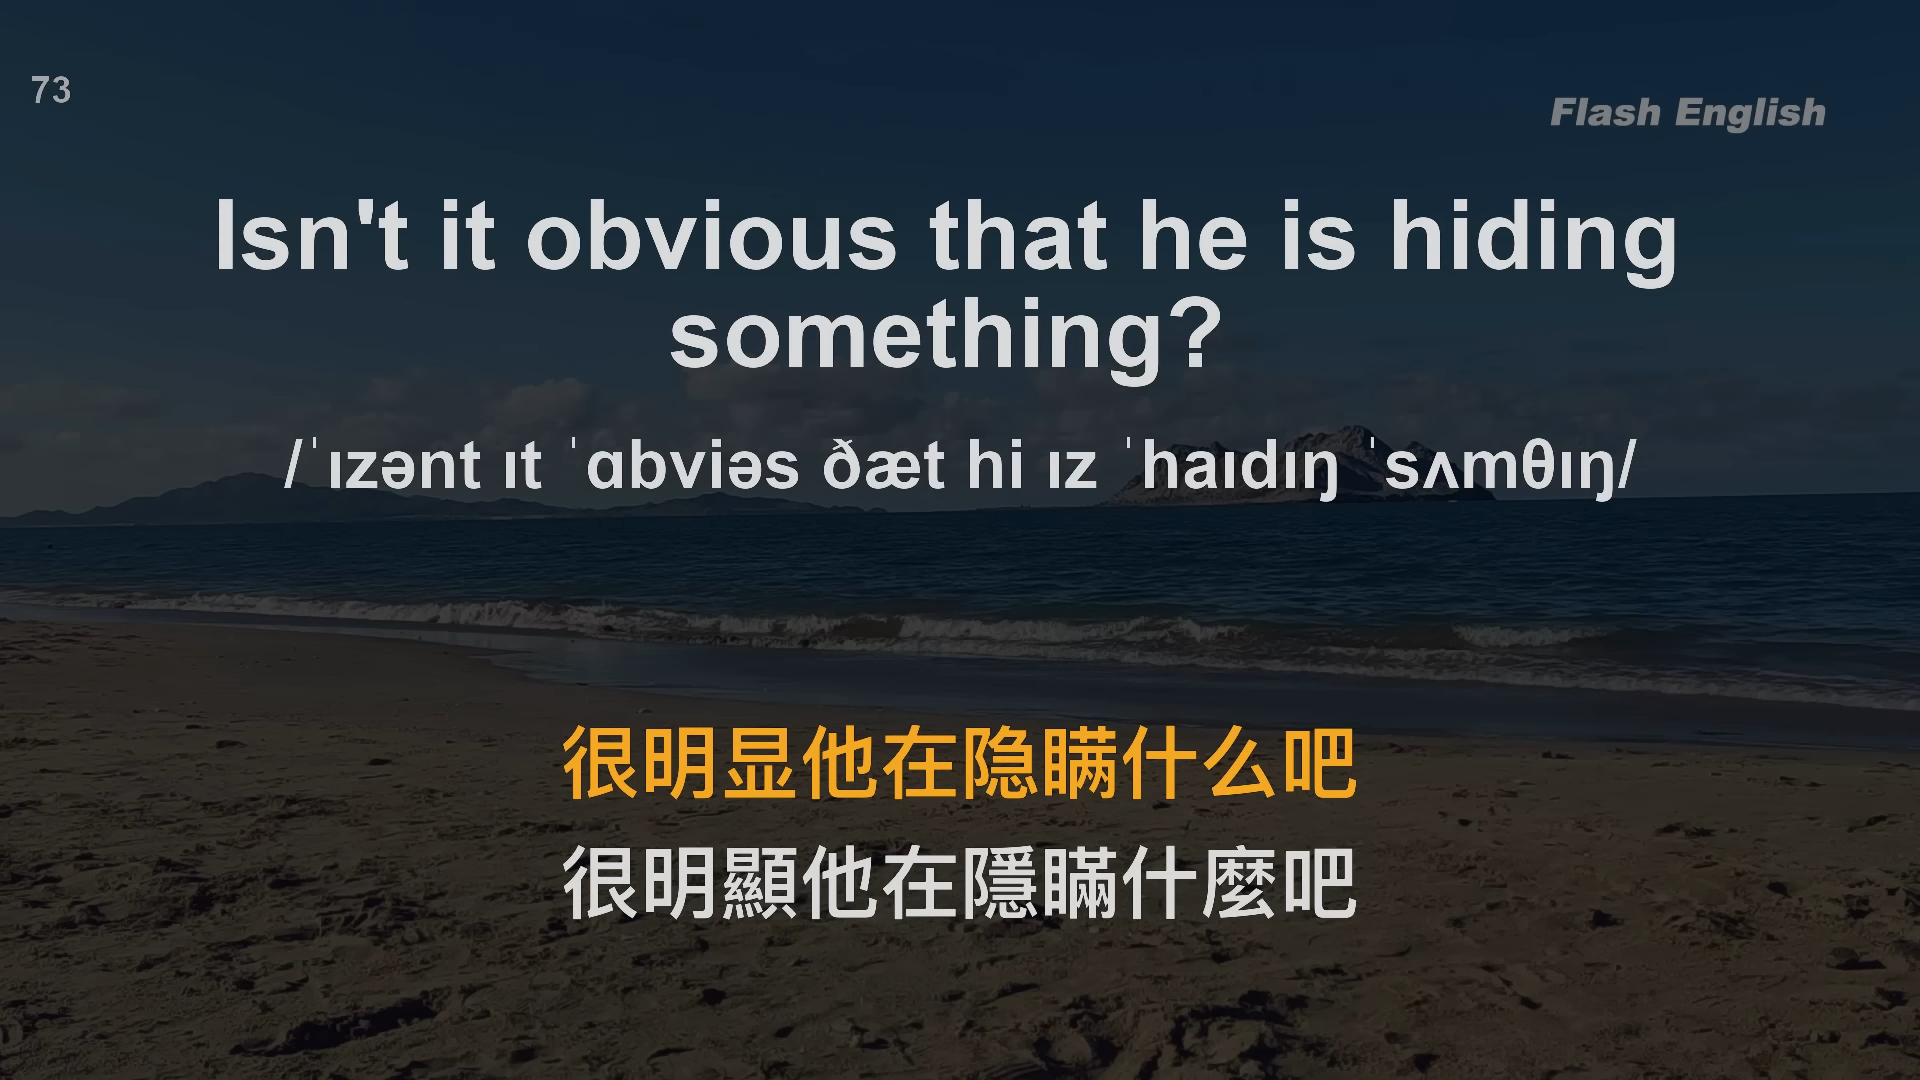 73
Flash English
Isn't it obvious that he is hiding
something?
/ˈɪzənt ɪt ˈɑbviəs ðæt hi ɪz ˈhaɪdɪŋ ˈsʌmθɪŋ/
很明显他在隐瞒什么吧
很明顯他在隱瞞什麼吧